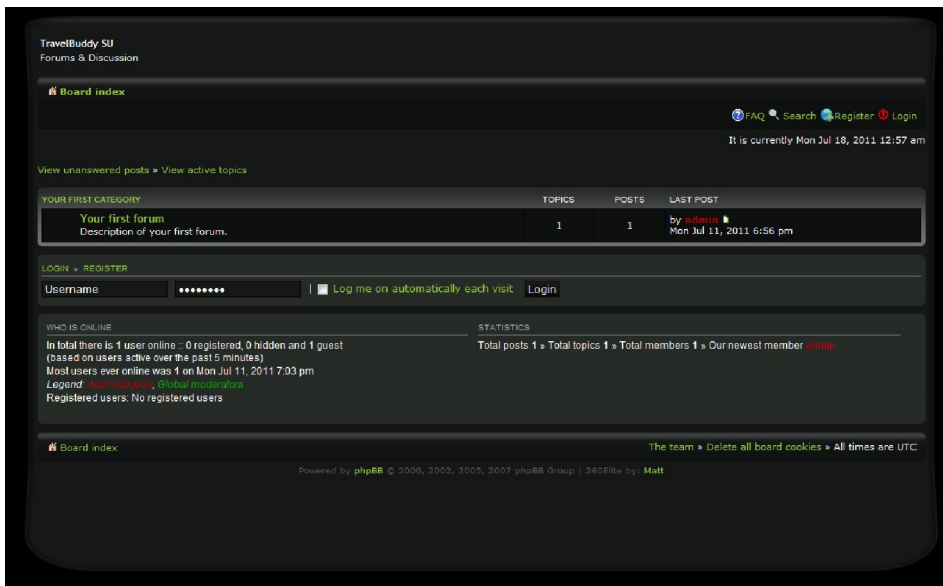 TravelBuddy SU
Forums & Discussion
Board index
FAQ Search Register Login
It is currently Mon Jul 18, 2011 12:57 am
View unanswered posts » View active topics
YOUR FIRST CATEGORY TOPICS POSTS LAST POST
Your first forum
Description of your first forum.
1 1
by admin
Mon Jul 11, 2011 6:56 pm
LOGIN » REGISTER
Username •••••••• | Log me on automatically each visit Login
WHO IS ONLINE
In total there is 1 user online :: 0 registered, 0 hidden and 1 guest
(based on users active over the past 5 minutes)
Most users ever online was 1 on Mon Jul 11, 2011 7:03 pm
Legend: Administrators, Global moderators
Registered users: No registered users
STATISTICS
Total posts 1 » Total topics 1 » Total members 1 » Our newest member admin
Board index
The team » Delete all board cookies » All times are UTC
Powered by phpBB © 2000, 2002, 2005, 2007 phpBB Group | 360Elite by: Matt